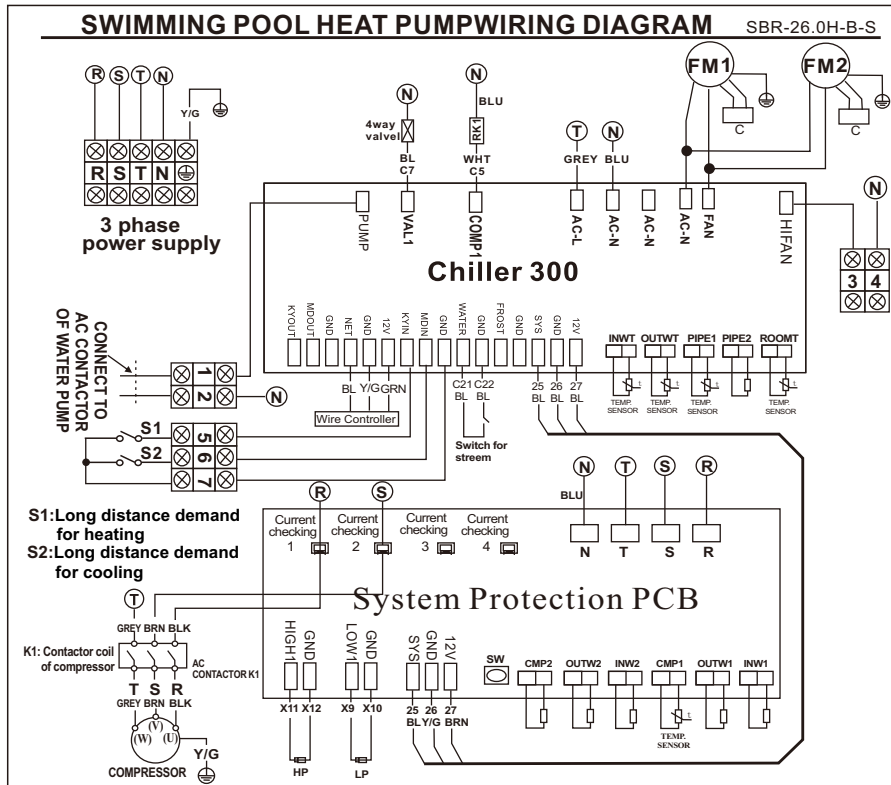 SWIMMING POOL HEAT PUMPWIRING DIAGRAM
SBR-26.0H-B-S
R S T N
Y/G
R S T N
3 phase
power supply
N
4way
valvel
BL
C7
N
BLU
RK1
WHT
C5
T
GREY
N
BLU
FM1
C
FM2
C
N
3 4
PUMP
VAL1
COMP1
AC-L
AC-N
AC-N
AC-N
FAN
HIFAN
Chiller 300
KYOUT
MDOUT
GND
NET
GND
12V
KYIN
MDIN
GND
WATER
GND
FROST
GND
SYS
GND
12V
INWT OUTWT PIPE1 PIPE2 ROOMT
TEMP.
SENSOR
TEMP.
SENSOR
TEMP.
SENSOR
TEMP.
SENSOR
t
t
t
t
BL Y/G GRN
Wire Controller
C21 C22
BL BL
Switch for
streem
25 26 27
BL BL BL
CONNECT TO
AC CONTACTOR
OF WATER PUMP
1
2
N
S1
S2
5
6
7
S1:Long distance demand
for heating
S2:Long distance demand
for cooling
R
S
N T S R
BLU
N T S R
Current
checking
1
Current
checking
2
Current
checking
3
Current
checking
4
System Protection PCB
HIGH1
GND
LOW1
GND
SYS
GND
12V
SW
CMP2 OUTW2 INW2 CMP1 OUTW1 INW1
t
TEMP.
SENSOR
X11 X12
HP
X9 X10
LP
25 26 27
BL Y/G BRN
T
GREY BRN BLK
K1: Contactor coil
of compressor
AC
CONTACTOR K1
T S R
GREY BRN BLK
(V)
(W) (U)
Y/G
COMPRESSOR